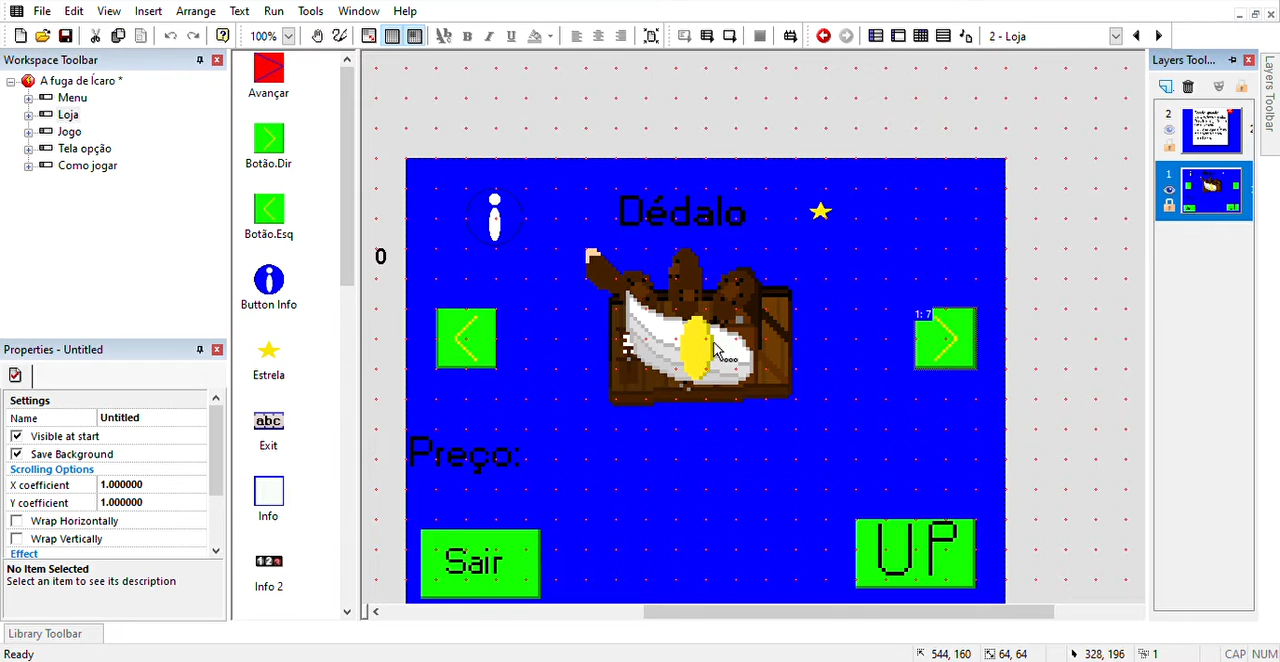 File Edit View Insert Arrange Text Run Tools Window Help
100% 2 - Loja
Workspace Toolbar
A fuga de Ícaro *
Menu
Loja
Jogo
Tela opção
Como jogar
Properties - Untitled
Settings
Name Untitled
Visible at start
Save Background
Scrolling Options
X coefficient 1.000000
Y coefficient 1.000000
Wrap Horizontally
Wrap Vertically
Effect
No Item Selected
Select an item to see its description
Library Toolbar
Ready
Avançar
Botão.Dir
Botão.Esq
Button Info
Estrela
abc
Exit
Info
123
Info 2
Dédalo
0
1: 7
Preço:
Sair
UP
Layers Tool...
2
1
Layers Toolbar
544, 160 64, 64 328, 196 1 CAP NUM